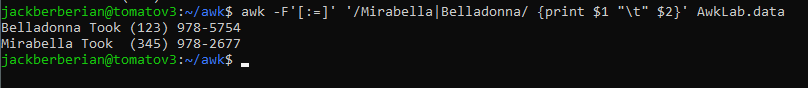 jackberberian@tomatov3:~/awk$ awk -F'[:=]' '/Mirabella|Belladonna/ {print $1 "\t" $2}' AwkLab.data
Belladonna Took (123) 978-5754
Mirabella Took  (345) 978-2677
jackberberian@tomatov3:~/awk$